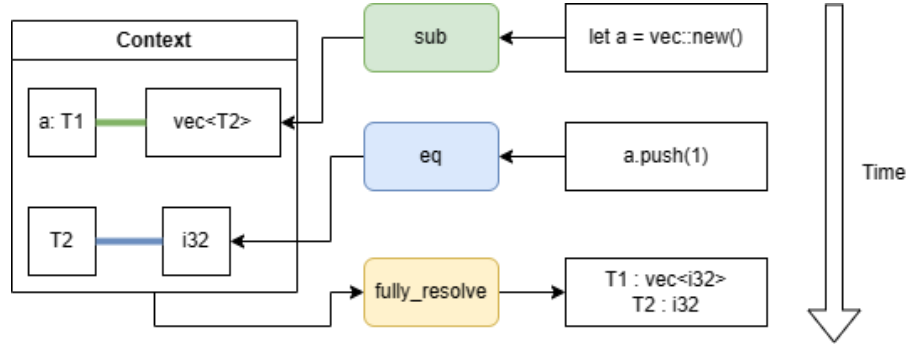 Context
sub
let a = vec::new()
a: T1
vec<T2>
eq
a.push(1)
Time
T2
i32
fully_resolve
T1 : vec<i32>
T2 : i32